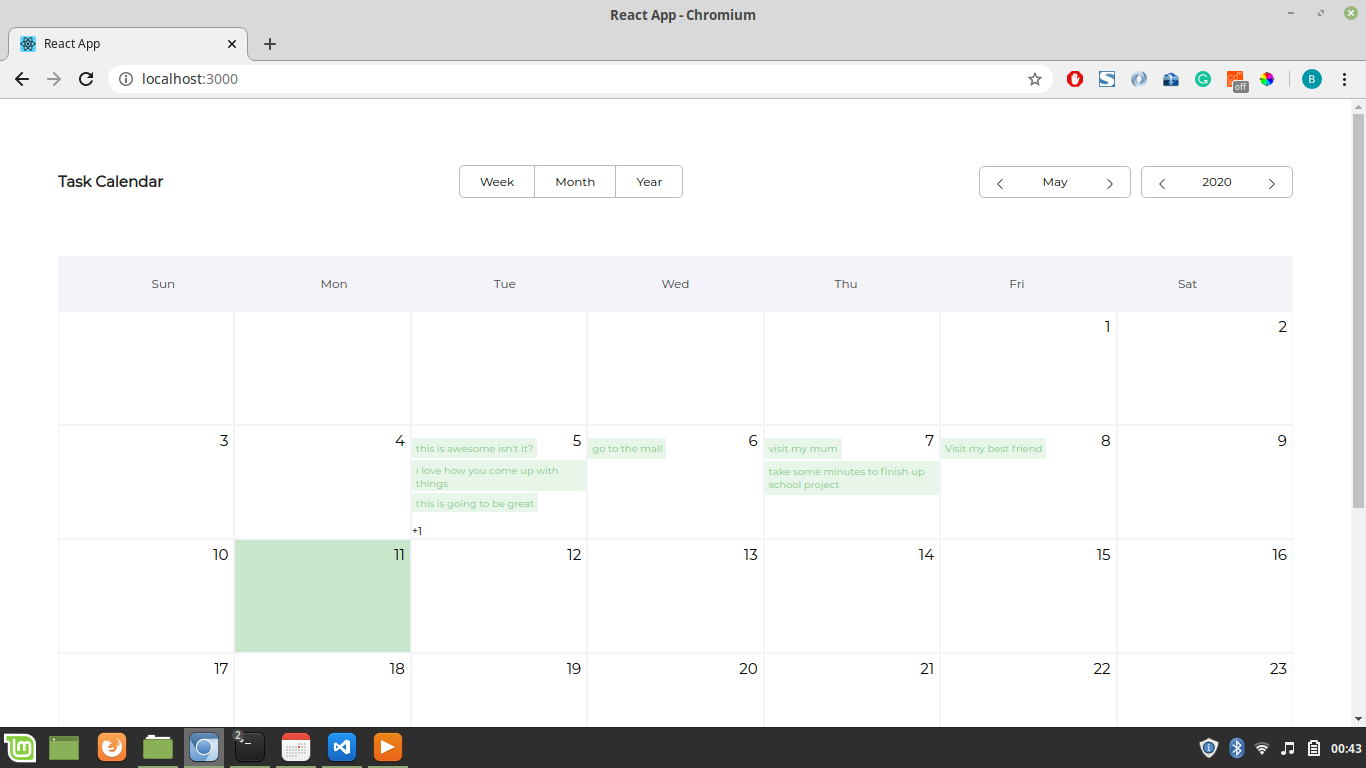 React App - Chromium
React App
localhost:3000
off
B
Task Calendar
Week Month Year
May
2020
Sun Mon Tue Wed Thu Fri Sat
1 2
3 4 5 6 7 8 9
this is awesome isn't it?
i love how you come up with
things
this is going to be great
+1
go to the mall
visit my mum
take some minutes to finish up
school project
Visit my best friend
10 11 12 13 14 15 16
17 18 19 20 21 22 23
2
00:43